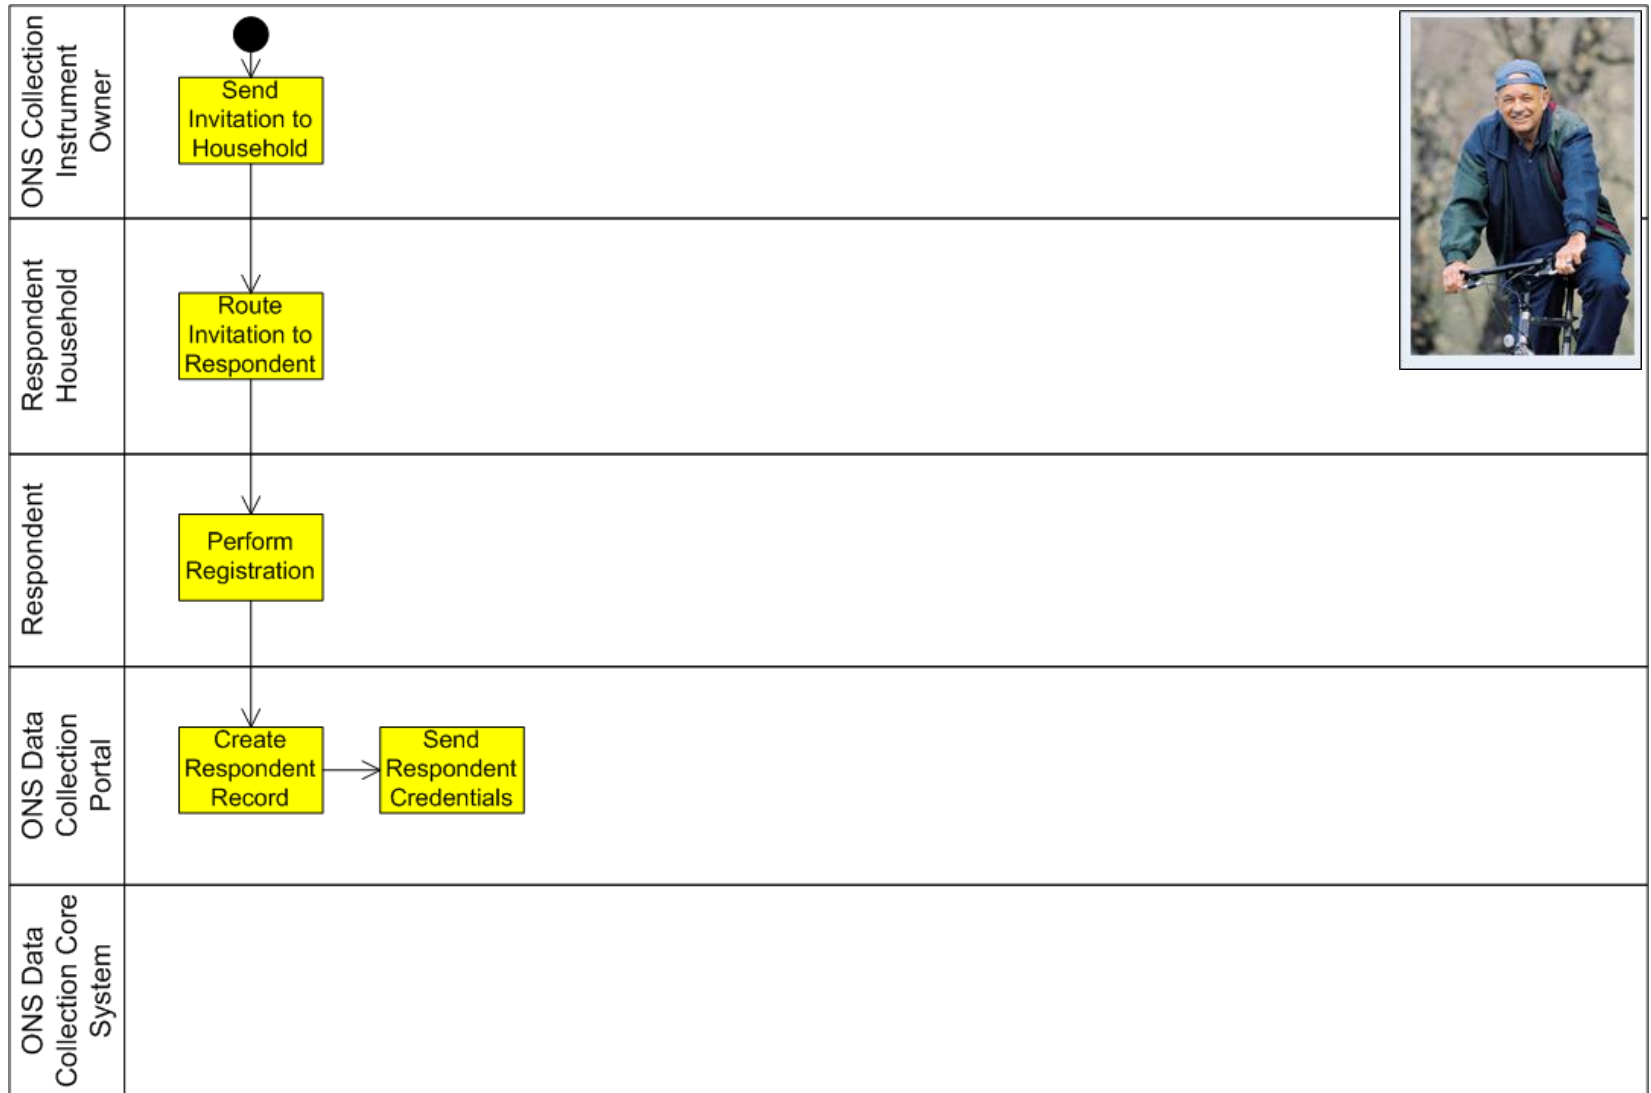 ONS Collection
Instrument
Owner
Send
Invitation to
Household
Respondent
Household
Route
Invitation to
Respondent
Respondent
Perform
Registration
ONS Data
Collection
Portal
Create
Respondent
Record
Send
Respondent
Credentials
ONS Data
Collection Core
System